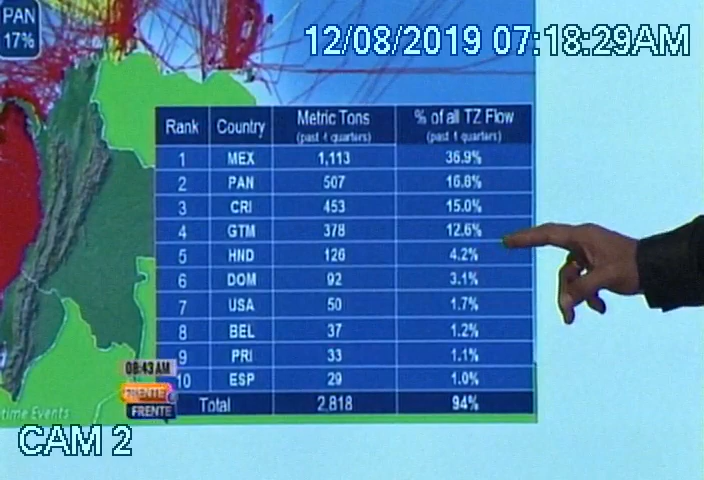 PAN
17%
12/08/2019 07:18:29AM
Rank Country Metric Tons % of all TZ Flow
(past 4 quarters) (past 4 quarters)
1 MEX 1,113 36.9%
2 PAN 507 16.8%
3 CRI 453 15.0%
4 GTM 378 12.6%
5 HND 126 4.2%
6 DOM 92 3.1%
7 USA 50 1.7%
8 BEL 37 1.2%
9 PRI 33 1.1%
10 ESP 29 1.0%
Total 2,818 94%
08:43 AM
FRENTE
FRENTE
time Events
CAM 2